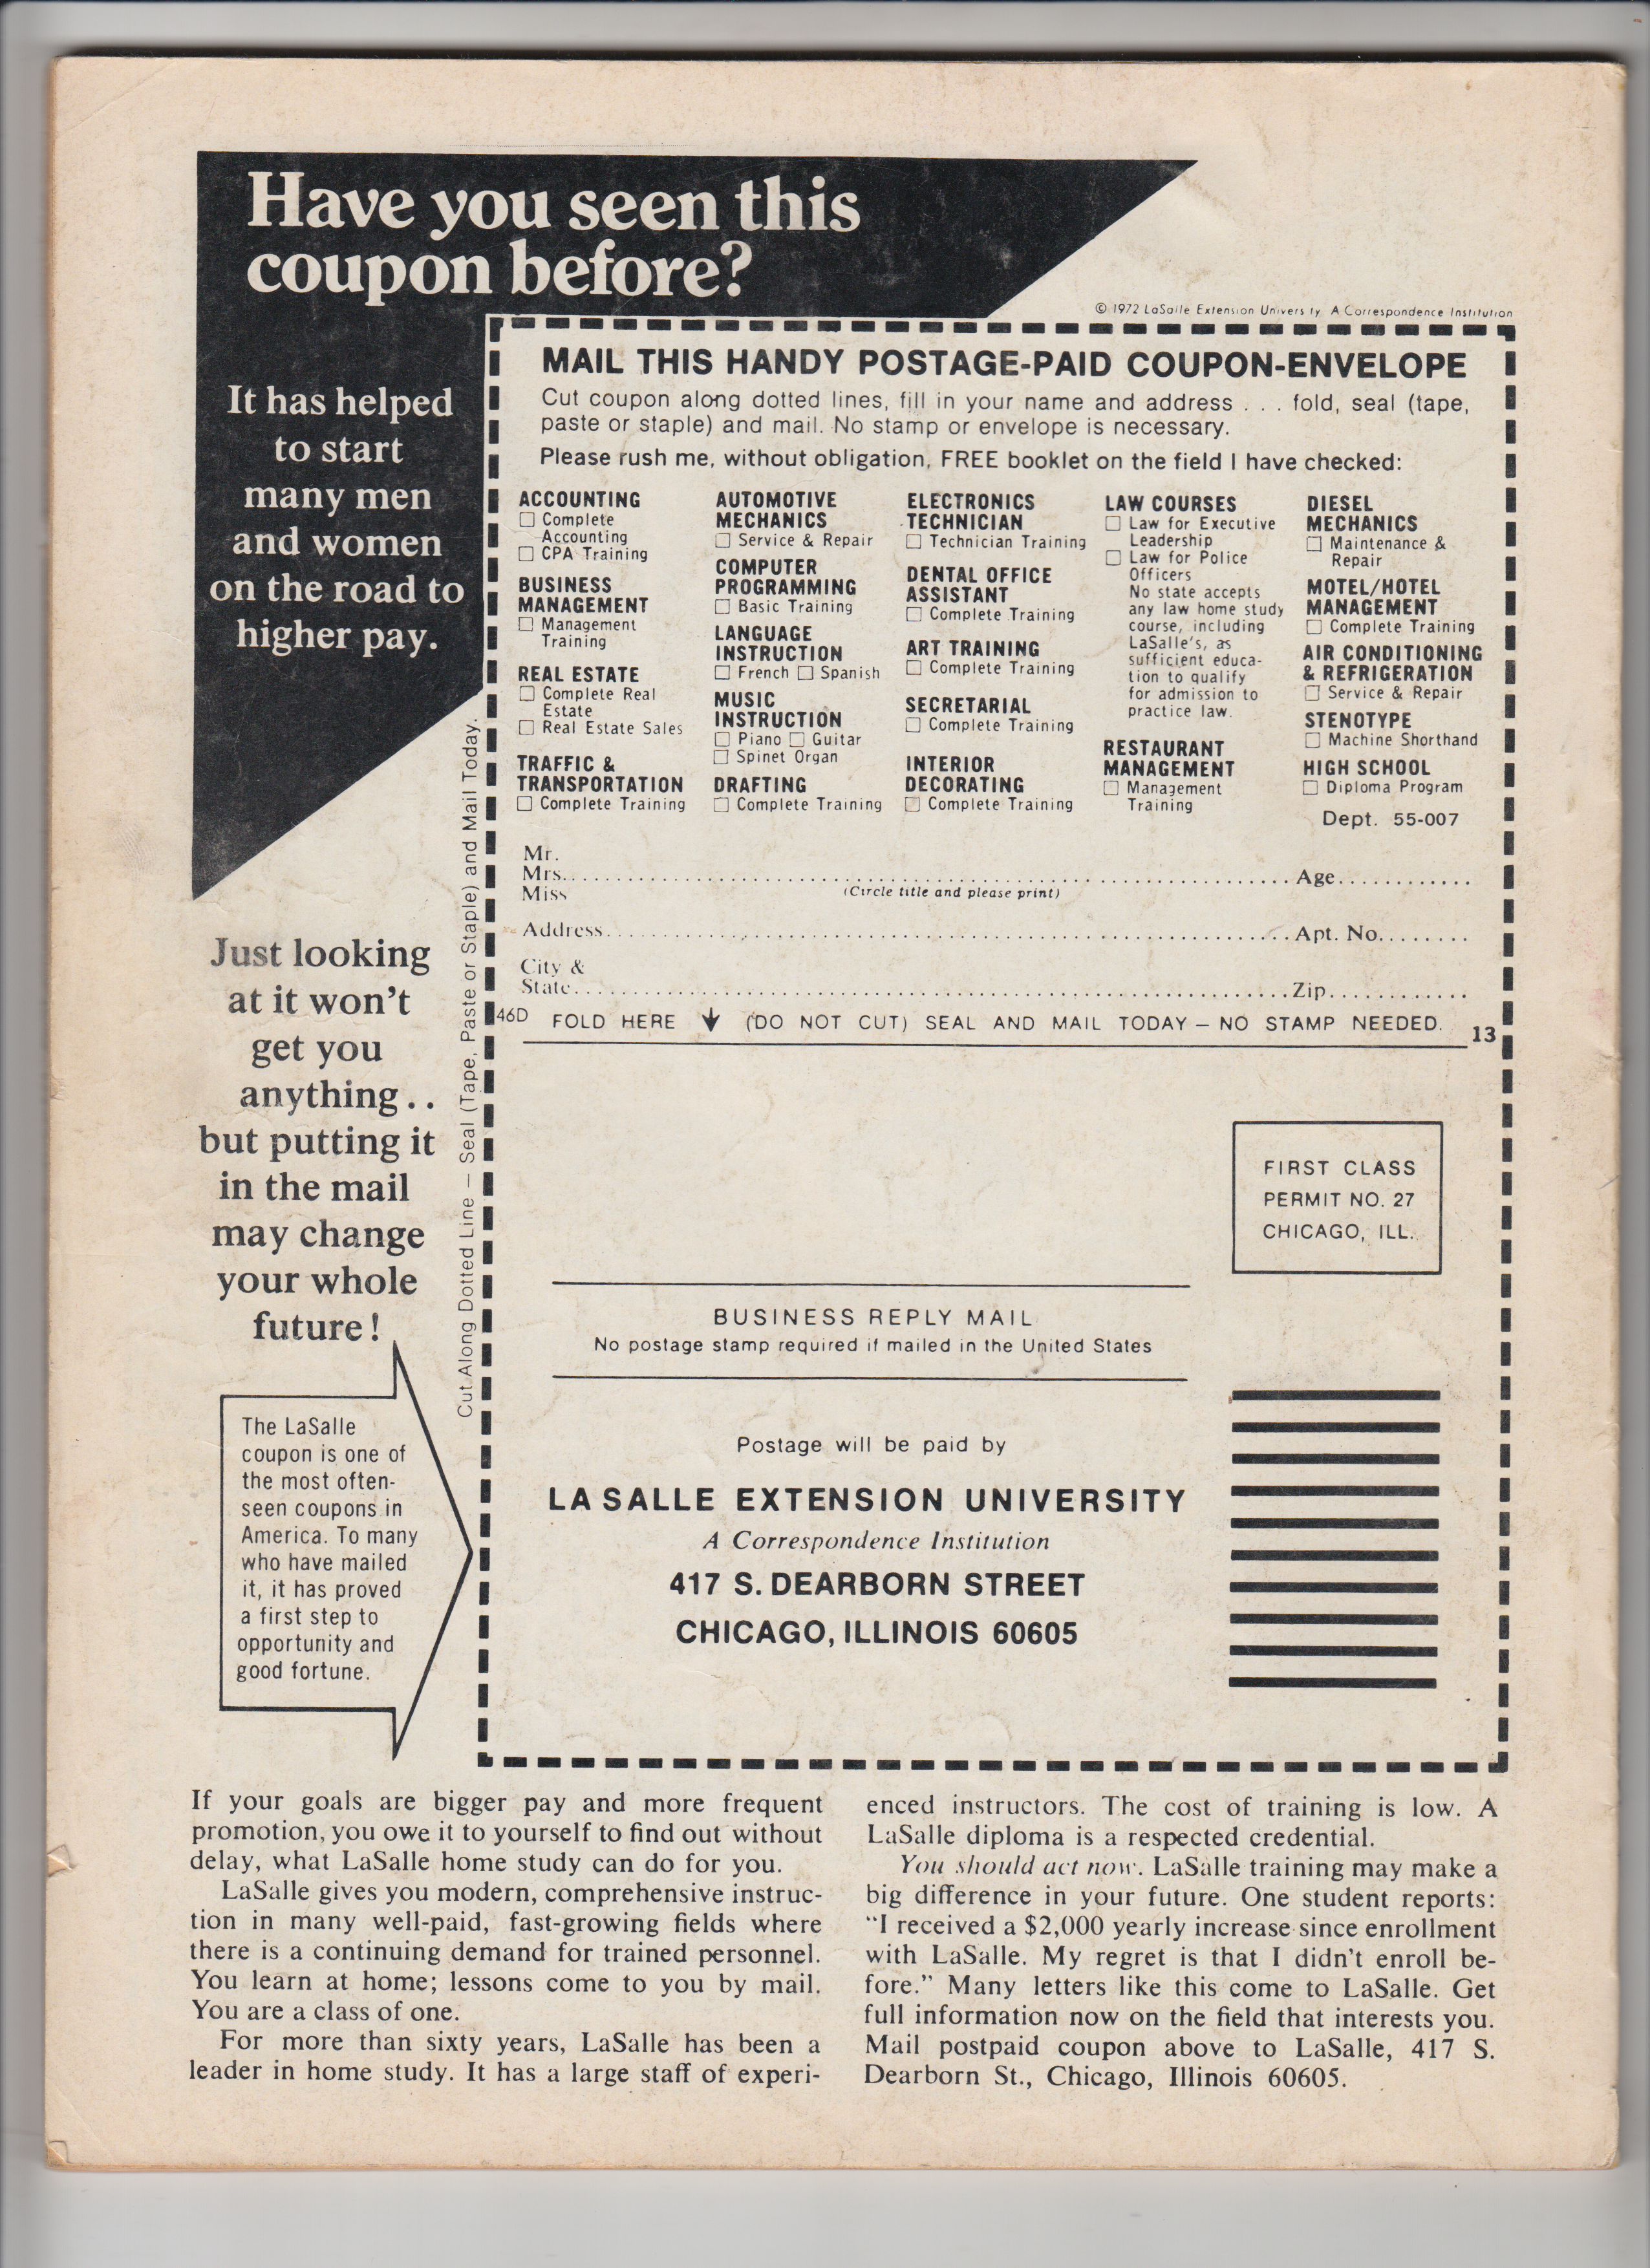 Have you seen this
coupon before?
It has helped
to start
many men
and women
on the road to
higher pay.
Just looking
at it won't
get you
anything..
but putting it
in the mail
may change
your whole
future!
The LaSalle
coupon is one of
the most often-
seen coupons in
America. To many
who have mailed
it, it has proved
a first step to
opportunity and
good fortune.
Cut Along Dotted Line – Seal (Tape, Paste or Staple) and Mail Today.
© 1972 LaSalle Extension University A Correspondence Institution
MAIL THIS HANDY POSTAGE-PAID COUPON-ENVELOPE
Cut coupon along dotted lines, fill in your name and address . . . fold, seal (tape,
paste or staple) and mail. No stamp or envelope is necessary.
Please rush me, without obligation, FREE booklet on the field I have checked:
ACCOUNTING
☐ Complete
Accounting
☐ CPA Training
BUSINESS
MANAGEMENT
☐ Management
Training
REAL ESTATE
☐ Complete Real
Estate
☐ Real Estate Sales
TRAFFIC &
TRANSPORTATION
☐ Complete Training
AUTOMOTIVE
MECHANICS
☐ Service & Repair
COMPUTER
PROGRAMMING
☐ Basic Training
LANGUAGE
INSTRUCTION
☐ French ☐ Spanish
MUSIC
INSTRUCTION
☐ Piano ☐ Guitar
☐ Spinet Organ
DRAFTING
☐ Complete Training
ELECTRONICS
TECHNICIAN
☐ Technician Training
DENTAL OFFICE
ASSISTANT
☐ Complete Training
ART TRAINING
☐ Complete Training
SECRETARIAL
☐ Complete Training
INTERIOR
DECORATING
☐ Complete Training
LAW COURSES
☐ Law for Executive
Leadership
☐ Law for Police
Officers
No state accepts
any law home study
course, including
LaSalle's, as
sufficient educa-
tion to qualify
for admission to
practice law.
RESTAURANT
MANAGEMENT
☐ Management
Training
DIESEL
MECHANICS
☐ Maintenance &
Repair
MOTEL/HOTEL
MANAGEMENT
☐ Complete Training
AIR CONDITIONING
& REFRIGERATION
☐ Service & Repair
STENOTYPE
☐ Machine Shorthand
HIGH SCHOOL
☐ Diploma Program
Dept. 55-007
Mr.
Mrs. Age
Miss (Circle title and please print)
Address Apt. No.
City &
State Zip
46D FOLD HERE ↓ (DO NOT CUT) SEAL AND MAIL TODAY – NO STAMP NEEDED. 13
FIRST CLASS
PERMIT NO. 27
CHICAGO, ILL.
BUSINESS REPLY MAIL
No postage stamp required if mailed in the United States
Postage will be paid by
LA SALLE EXTENSION UNIVERSITY
A Correspondence Institution
417 S. DEARBORN STREET
CHICAGO, ILLINOIS 60605
If your goals are bigger pay and more frequent
promotion, you owe it to yourself to find out without
delay, what LaSalle home study can do for you.
LaSalle gives you modern, comprehensive instruc-
tion in many well-paid, fast-growing fields where
there is a continuing demand for trained personnel.
You learn at home; lessons come to you by mail.
You are a class of one.
For more than sixty years, LaSalle has been a
leader in home study. It has a large staff of experi-
enced instructors. The cost of training is low. A
LaSalle diploma is a respected credential.
You should act now. LaSalle training may make a
big difference in your future. One student reports:
"I received a $2,000 yearly increase since enrollment
with LaSalle. My regret is that I didn't enroll be-
fore." Many letters like this come to LaSalle. Get
full information now on the field that interests you.
Mail postpaid coupon above to LaSalle, 417 S.
Dearborn St., Chicago, Illinois 60605.